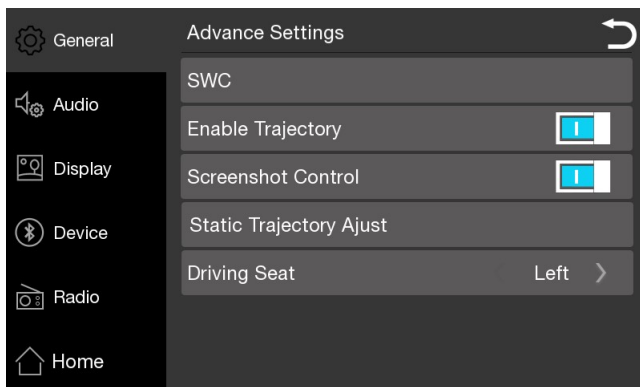 General
Audio
Display
Device
Radio
Home
Advance Settings
SWC
Enable Trajectory
Screenshot Control
Static Trajectory Ajust
Driving Seat Left